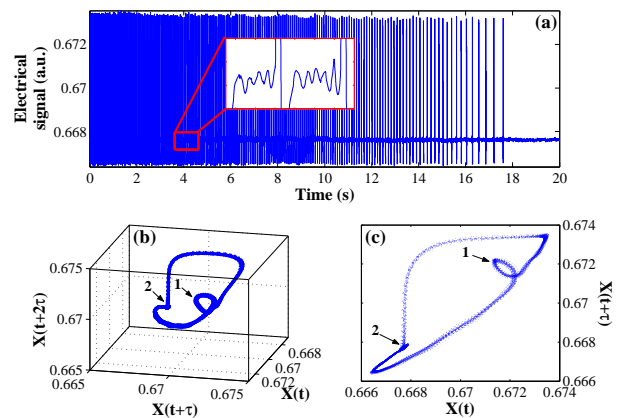 (a)
Electrical
signal (a.u.)
0.672
0.67
0.668
0 2 4 6 8 10 12 14 16 18 20
Time (s)
(b)
X(t+2τ)
0.675
0.67
0.665
1
2
0.665 0.67 0.675
X(t+τ)
0.668
0.67
0.672
X(t)
(c)
1
2
0.674
0.672
0.67
0.668
0.666
X(t+τ)
0.666 0.668 0.67 0.672 0.674
X(t)